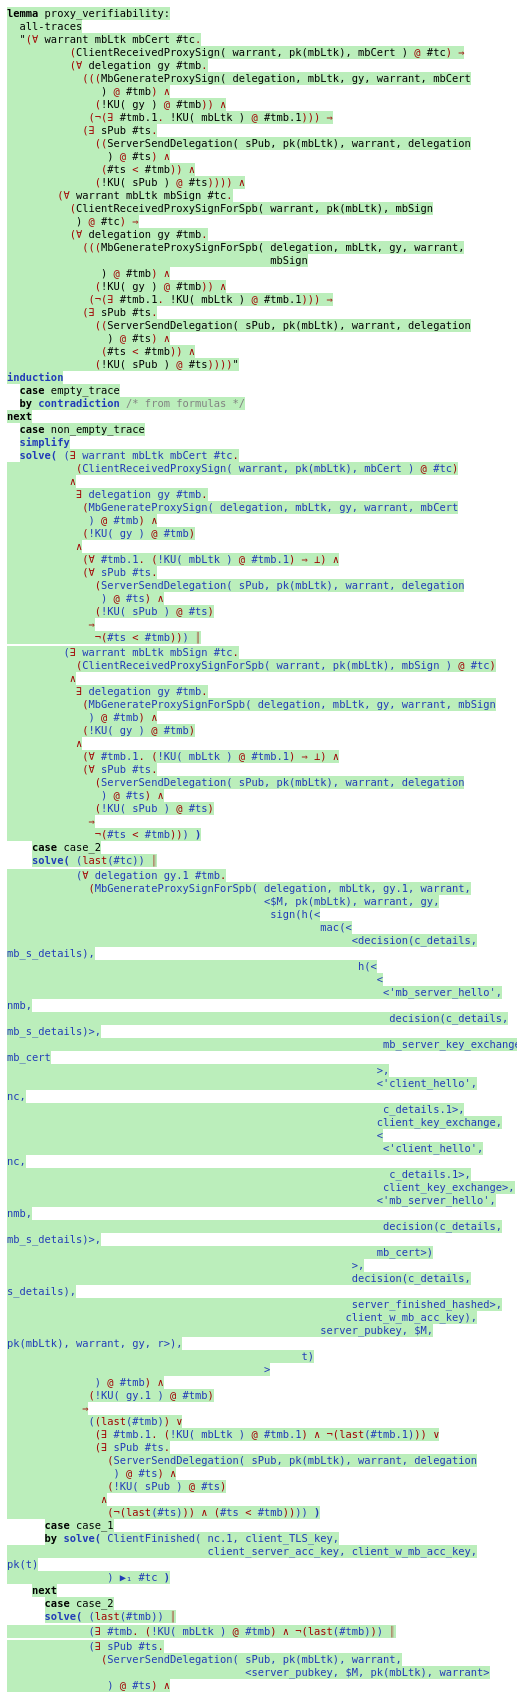 lemma proxy_verifiability:
all-traces
"(∀ warrant mbLtk mbCert #tc.
(ClientReceivedProxySign( warrant, pk(mbLtk), mbCert ) @ #tc) ⇒
(∀ delegation gy #tmb.
(((MbGenerateProxySign( delegation, mbLtk, gy, warrant, mbCert
) @ #tmb) ∧
(!KU( gy ) @ #tmb)) ∧
(¬(∃ #tmb.1. !KU( mbLtk ) @ #tmb.1))) ⇒
(∃ sPub #ts.
((ServerSendDelegation( sPub, pk(mbLtk), warrant, delegation
) @ #ts) ∧
(#ts < #tmb)) ∧
(!KU( sPub ) @ #ts)))) ∧
(∀ warrant mbLtk mbSign #tc.
(ClientReceivedProxySignForSpb( warrant, pk(mbLtk), mbSign
) @ #tc) ⇒
(∀ delegation gy #tmb.
(((MbGenerateProxySignForSpb( delegation, mbLtk, gy, warrant,
mbSign
) @ #tmb) ∧
(!KU( gy ) @ #tmb)) ∧
(¬(∃ #tmb.1. !KU( mbLtk ) @ #tmb.1))) ⇒
(∃ sPub #ts.
((ServerSendDelegation( sPub, pk(mbLtk), warrant, delegation
) @ #ts) ∧
(#ts < #tmb)) ∧
(!KU( sPub ) @ #ts))))"
induction
case empty_trace
by contradiction /* from formulas */
next
case non_empty_trace
simplify
solve( (∃ warrant mbLtk mbCert #tc.
(ClientReceivedProxySign( warrant, pk(mbLtk), mbCert ) @ #tc)
∧
∃ delegation gy #tmb.
(MbGenerateProxySign( delegation, mbLtk, gy, warrant, mbCert
) @ #tmb) ∧
(!KU( gy ) @ #tmb)
∧
(∀ #tmb.1. (!KU( mbLtk ) @ #tmb.1) ⇒ ⊥) ∧
(∀ sPub #ts.
(ServerSendDelegation( sPub, pk(mbLtk), warrant, delegation
) @ #ts) ∧
(!KU( sPub ) @ #ts)
⇒
¬(#ts < #tmb))) |
(∃ warrant mbLtk mbSign #tc.
(ClientReceivedProxySignForSpb( warrant, pk(mbLtk), mbSign ) @ #tc)
∧
∃ delegation gy #tmb.
(MbGenerateProxySignForSpb( delegation, mbLtk, gy, warrant, mbSign
) @ #tmb) ∧
(!KU( gy ) @ #tmb)
∧
(∀ #tmb.1. (!KU( mbLtk ) @ #tmb.1) ⇒ ⊥) ∧
(∀ sPub #ts.
(ServerSendDelegation( sPub, pk(mbLtk), warrant, delegation
) @ #ts) ∧
(!KU( sPub ) @ #ts)
⇒
¬(#ts < #tmb))) )
case case_2
solve( (last(#tc)) |
(∀ delegation gy.1 #tmb.
(MbGenerateProxySignForSpb( delegation, mbLtk, gy.1, warrant,
<$M, pk(mbLtk), warrant, gy,
sign(h(<
mac(<
<decision(c_details,
mb_s_details),
h(<
<
<'mb_server_hello',
nmb,
decision(c_details,
mb_s_details)>,
mb_server_key_exchange
mb_cert
>,
<'client_hello',
nc,
c_details.1>,
client_key_exchange,
<
<'client_hello',
nc,
c_details.1>,
client_key_exchange>,
<'mb_server_hello',
nmb,
decision(c_details,
mb_s_details)>,
mb_cert>)
>,
decision(c_details,
s_details),
server_finished_hashed>,
client_w_mb_acc_key),
server_pubkey, $M,
pk(mbLtk), warrant, gy, r>),
t)
>
) @ #tmb) ∧
(!KU( gy.1 ) @ #tmb)
⇒
((last(#tmb)) ∨
(∃ #tmb.1. (!KU( mbLtk ) @ #tmb.1) ∧ ¬(last(#tmb.1))) ∨
(∃ sPub #ts.
(ServerSendDelegation( sPub, pk(mbLtk), warrant, delegation
) @ #ts) ∧
(!KU( sPub ) @ #ts)
∧
(¬(last(#ts))) ∧ (#ts < #tmb)))) )
case case_1
by solve( ClientFinished( nc.1, client_TLS_key,
client_server_acc_key, client_w_mb_acc_key,
pk(t)
) ▶₁ #tc )
next
case case_2
solve( (last(#tmb)) |
(∃ #tmb. (!KU( mbLtk ) @ #tmb) ∧ ¬(last(#tmb))) |
(∃ sPub #ts.
(ServerSendDelegation( sPub, pk(mbLtk), warrant,
<server_pubkey, $M, pk(mbLtk), warrant>
) @ #ts) ∧